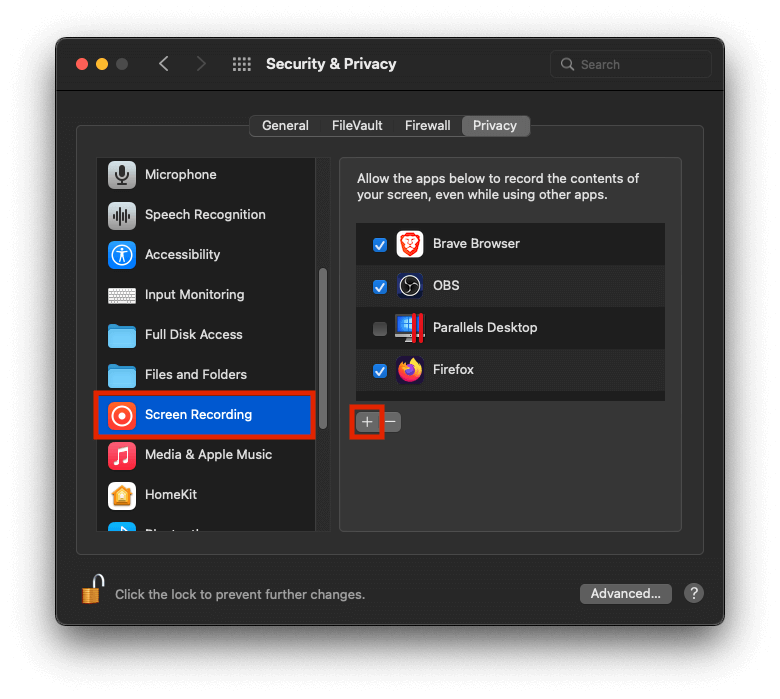 Security & Privacy
Search
General
FileVault
Firewall
Privacy
Microphone
Speech Recognition
Accessibility
Input Monitoring
Full Disk Access
Files and Folders
Screen Recording
Media & Apple Music
HomeKit
Allow the apps below to record the contents of
your screen, even while using other apps.
Brave Browser
OBS
Parallels Desktop
Firefox
+
−
Click the lock to prevent further changes.
Advanced...
?